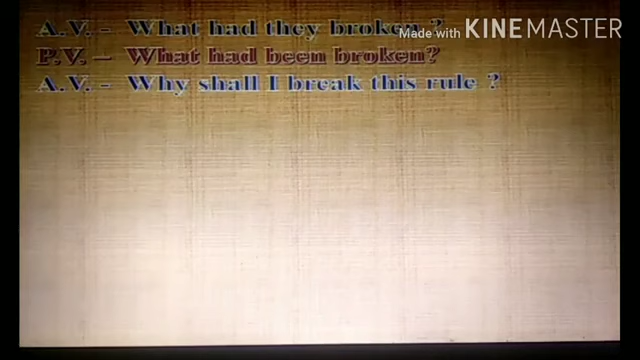 A.V. - What had they broken ?
Made with KINEMASTER
P.V. – What had been broken?
A.V. - Why shall I break this rule ?